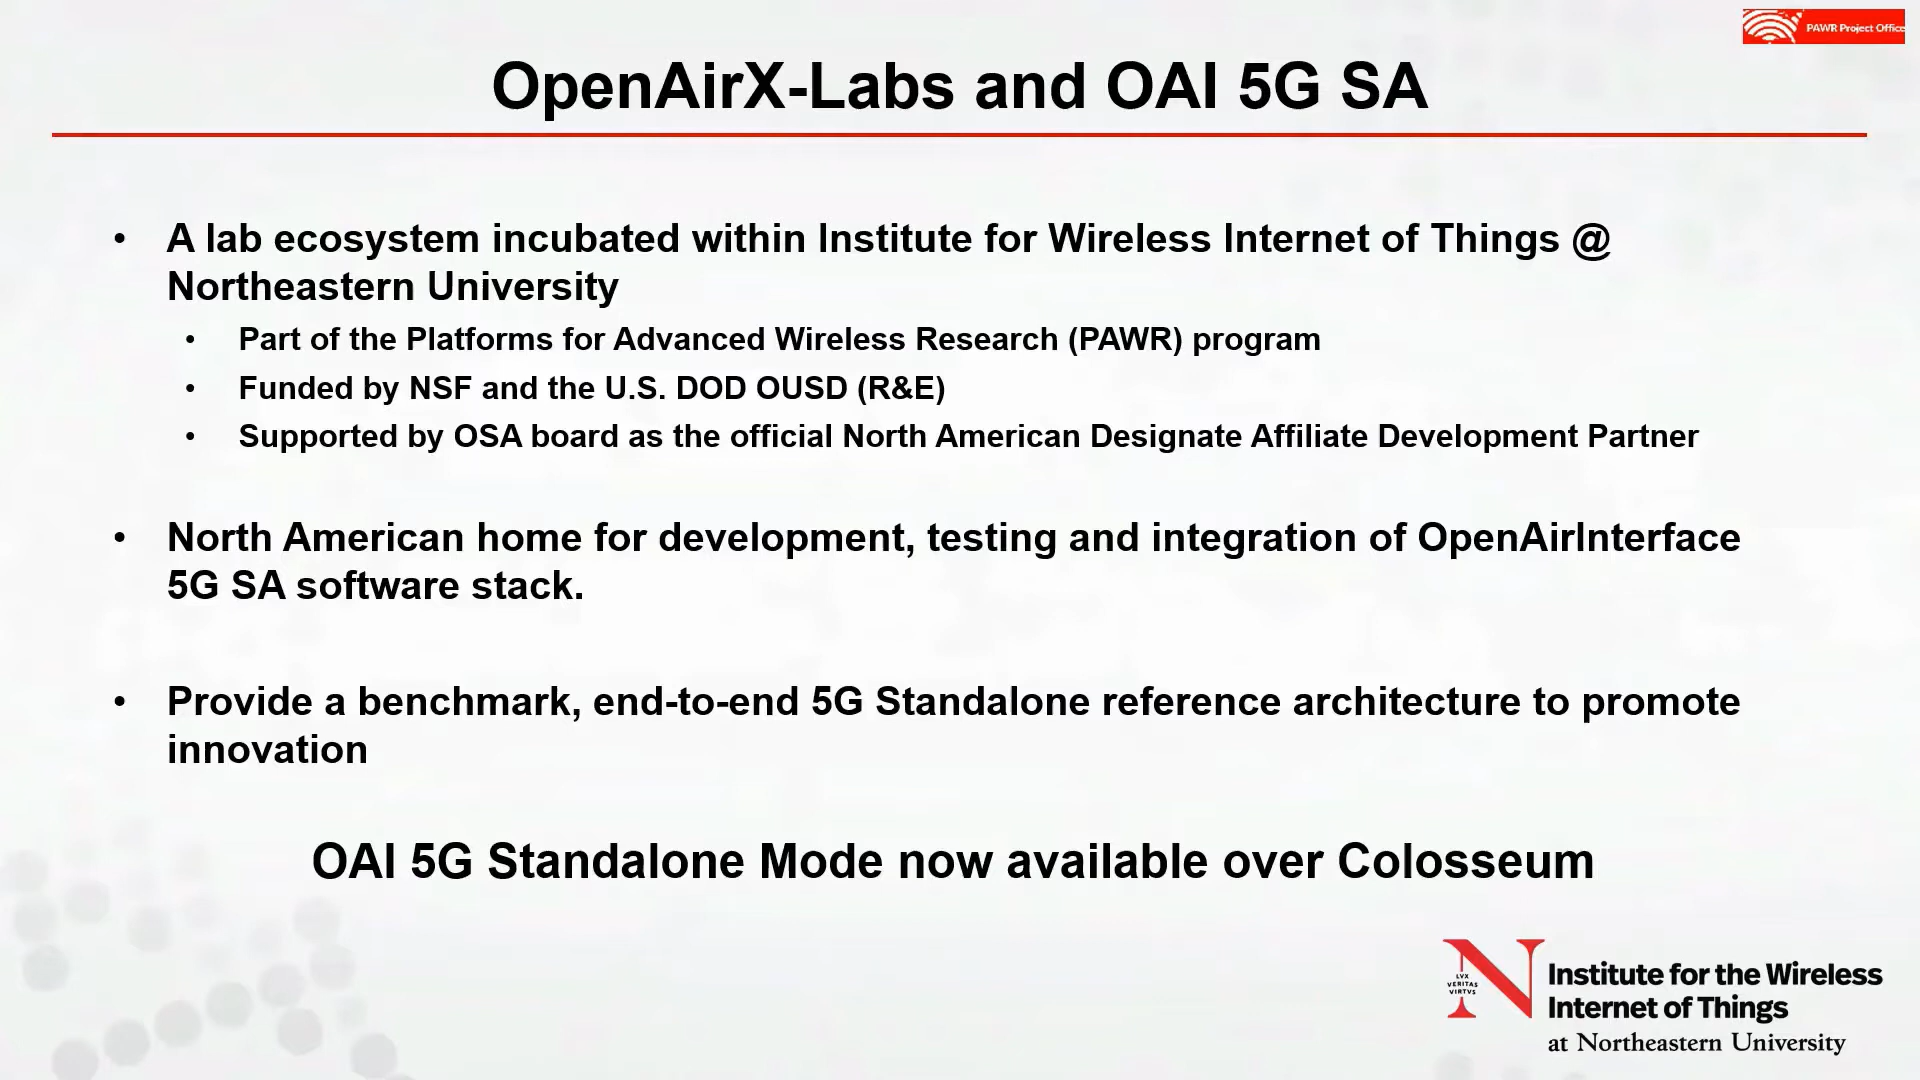 PAWR Project Office
OpenAirX-Labs and OAI 5G SA
• A lab ecosystem incubated within Institute for Wireless Internet of Things @
Northeastern University
• Part of the Platforms for Advanced Wireless Research (PAWR) program
• Funded by NSF and the U.S. DOD OUSD (R&E)
• Supported by OSA board as the official North American Designate Affiliate Development Partner
• North American home for development, testing and integration of OpenAirInterface
5G SA software stack.
• Provide a benchmark, end-to-end 5G Standalone reference architecture to promote
innovation
OAI 5G Standalone Mode now available over Colosseum
LVX
VERITAS
VIRTVS
Institute for the Wireless
Internet of Things
at Northeastern University